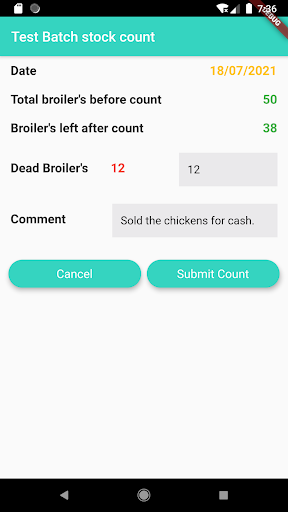 7:36
DEBUG
Test Batch stock count
Date 18/07/2021
Total broiler's before count 50
Broiler's left after count 38
Dead Broiler's 12 12
Comment Sold the chickens for cash.
Cancel Submit Count